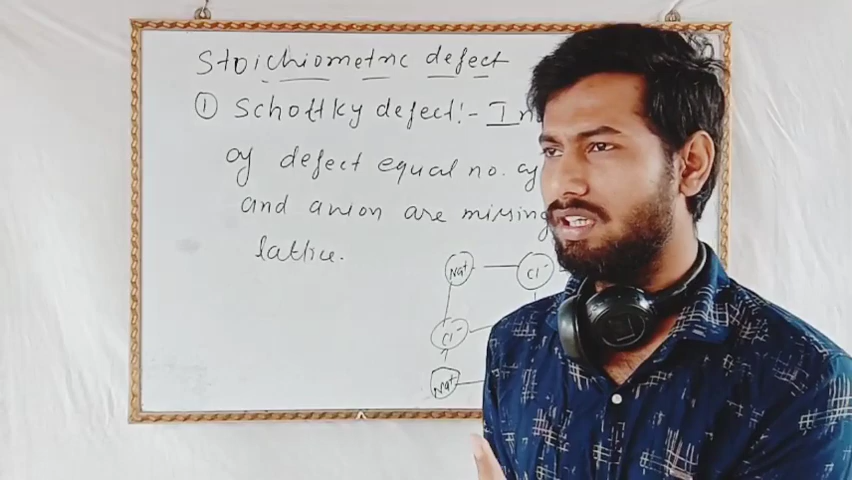 Stoichiometric defect
① Schottky defect!- In
of defect equal no. of
and anion are missing
lattice.
Na⁺ Cl⁻
Cl⁻
Na⁺